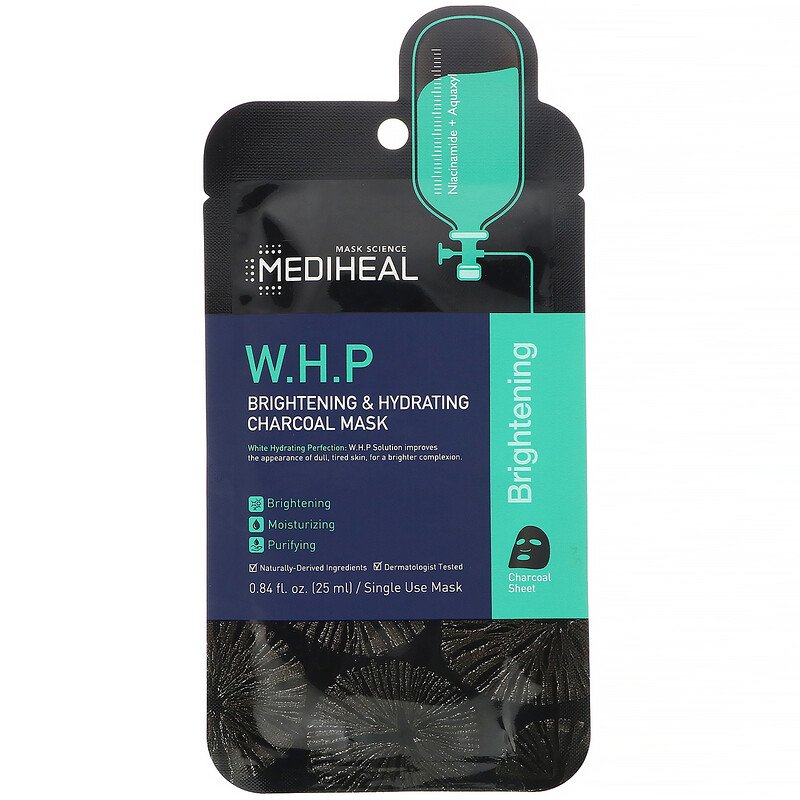 Niacinamide + Aquaxyl
MASK SCIENCE
MEDIHEAL
W.H.P
BRIGHTENING & HYDRATING
CHARCOAL MASK
White Hydrating Perfection: W.H.P Solution improves
the appearance of dull, tired skin, for a brighter complexion.
Brightening
Moisturizing
Purifying
Naturally-Derived Ingredients Dermatologist Tested
0.84 fl. oz. (25 ml) / Single Use Mask
Brightening
Charcoal
Sheet